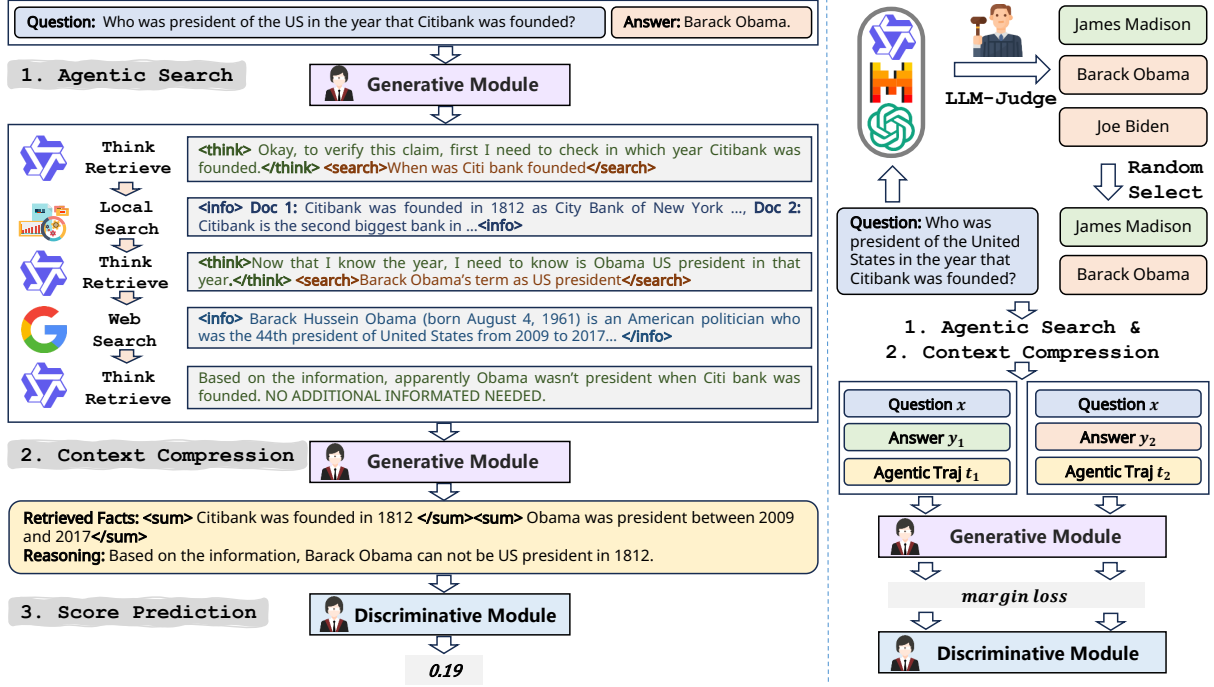 Question: Who was president of the US in the year that Citibank was founded?
Answer: Barack Obama.
1. Agentic Search
Generative Module
Think
Retrieve
<think> Okay, to verify this claim, first I need to check in which year Citibank was
founded.</think> <search>When was Citi bank founded</search>
Local
Search
<info> Doc 1: Citibank was founded in 1812 as City Bank of New York ..., Doc 2:
Citibank is the second biggest bank in ...<info>
Think
Retrieve
<think>Now that I know the year, I need to know is Obama US president in that
year.</think> <search>Barack Obama's term as US president</search>
Web
Search
<info> Barack Hussein Obama (born August 4, 1961) is an American politician who
was the 44th president of United States from 2009 to 2017... </info>
Think
Retrieve
Based on the information, apparently Obama wasn't president when Citi bank was
founded. NO ADDITIONAL INFORMATED NEEDED.
2. Context Compression
Generative Module
Retrieved Facts: <sum> Citibank was founded in 1812 </sum><sum> Obama was president between 2009
and 2017</sum>
Reasoning: Based on the information, Barack Obama can not be US president in 1812.
3. Score Prediction
Discriminative Module
0.19
LLM-Judge
James Madison
Barack Obama
Joe Biden
Random
Select
Question: Who was
president of the United
States in the year that
Citibank was founded?
James Madison
Barack Obama
1. Agentic Search &
2. Context Compression
Question x
Answer y1
Agentic Traj t1
Question x
Answer y2
Agentic Traj t2
Generative Module
margin loss
Discriminative Module